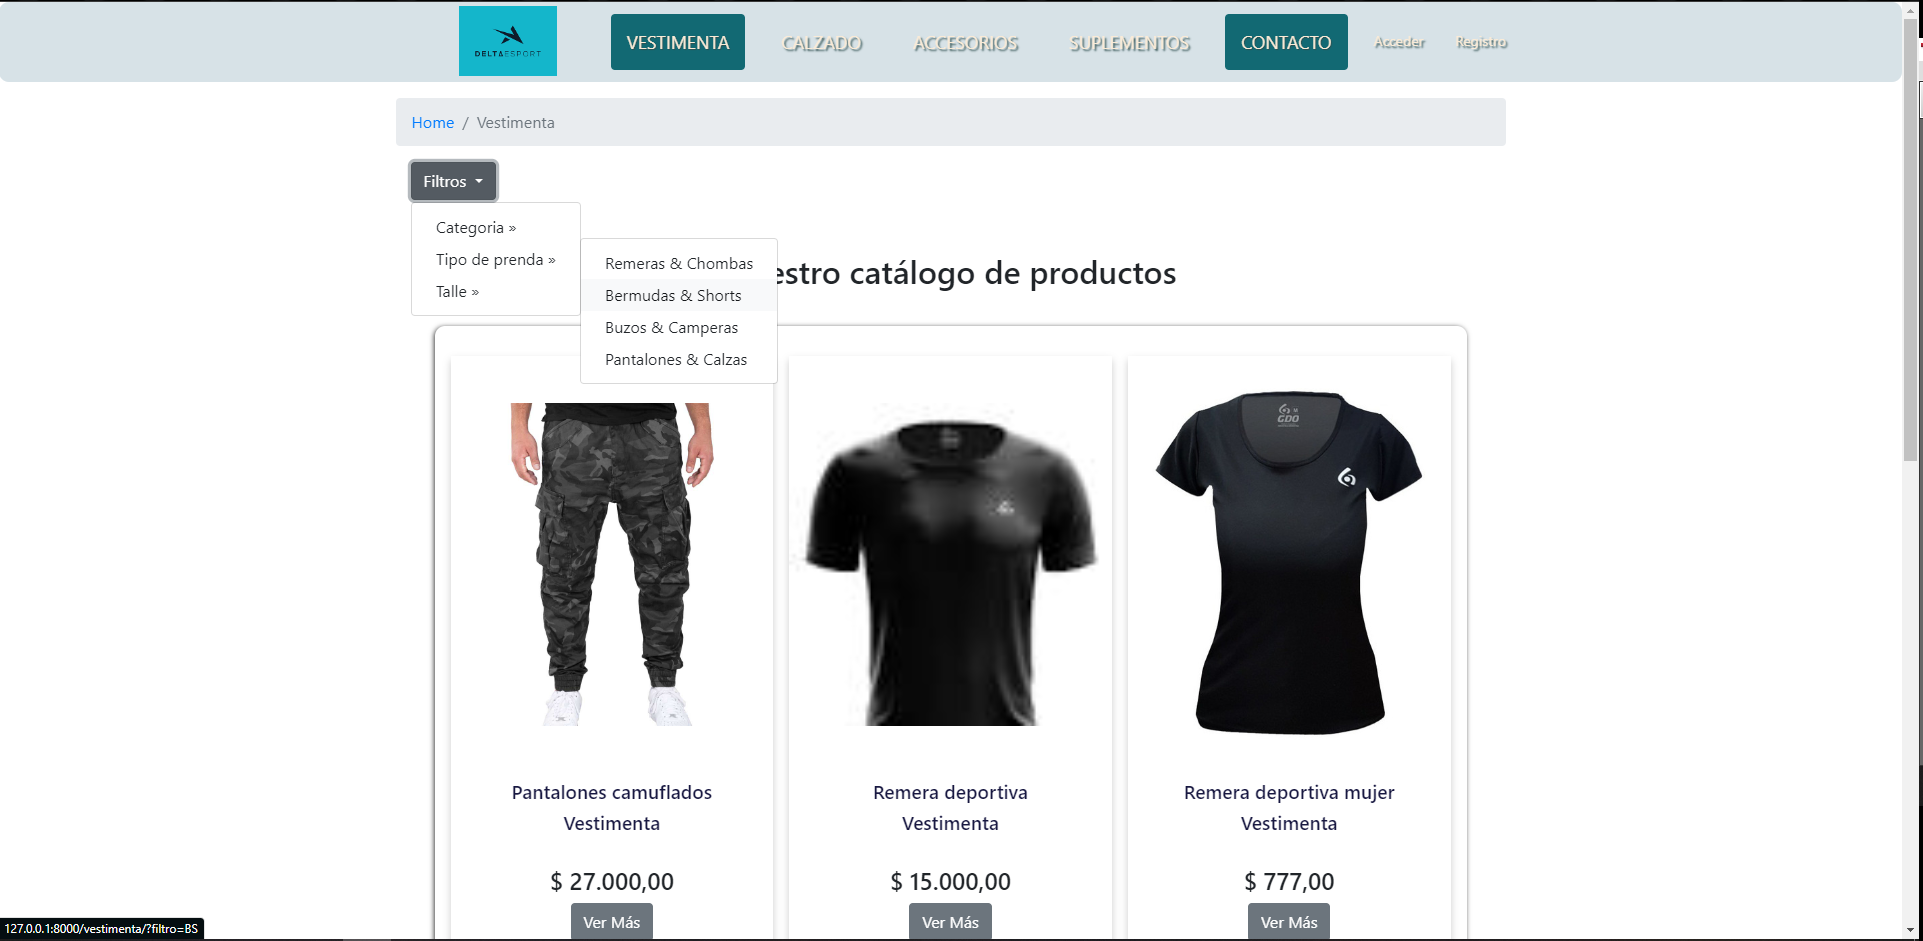 DELTAESPORT
VESTIMENTA
CALZADO
ACCESORIOS
SUPLEMENTOS
CONTACTO
Acceder
Registro
Home / Vestimenta
Filtros
Categoria »
Tipo de prenda »
Talle »
Remeras & Chombas
Bermudas & Shorts
Buzos & Camperas
Pantalones & Calzas
estro catálogo de productos
M
GDO
Pantalones camuflados
Vestimenta
$ 27.000,00
Ver Más
Remera deportiva
Vestimenta
$ 15.000,00
Ver Más
Remera deportiva mujer
Vestimenta
$ 777,00
Ver Más
127.0.0.1:8000/vestimenta/?filtro=BS